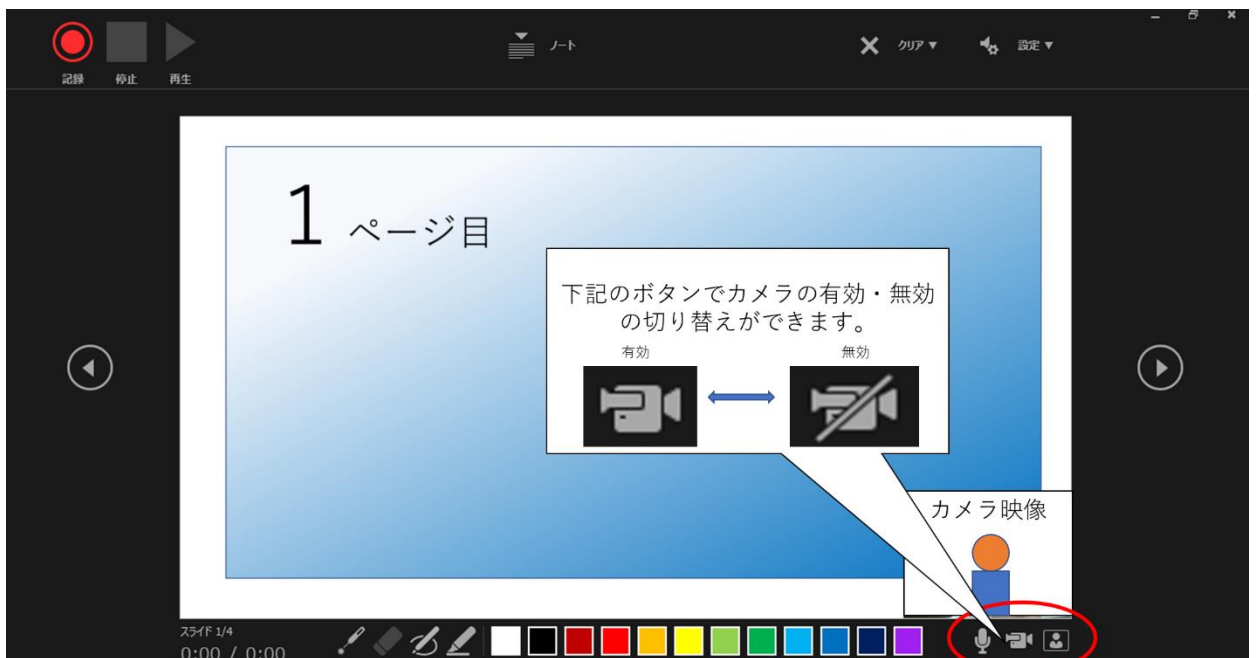 記録
停止
再生
ノート
クリア▼
設定▼
1 ページ目
下記のボタンでカメラの有効・無効
の切り替えができます。
有効
無効
カメラ映像
スライド 1/4
0:00 / 0:00